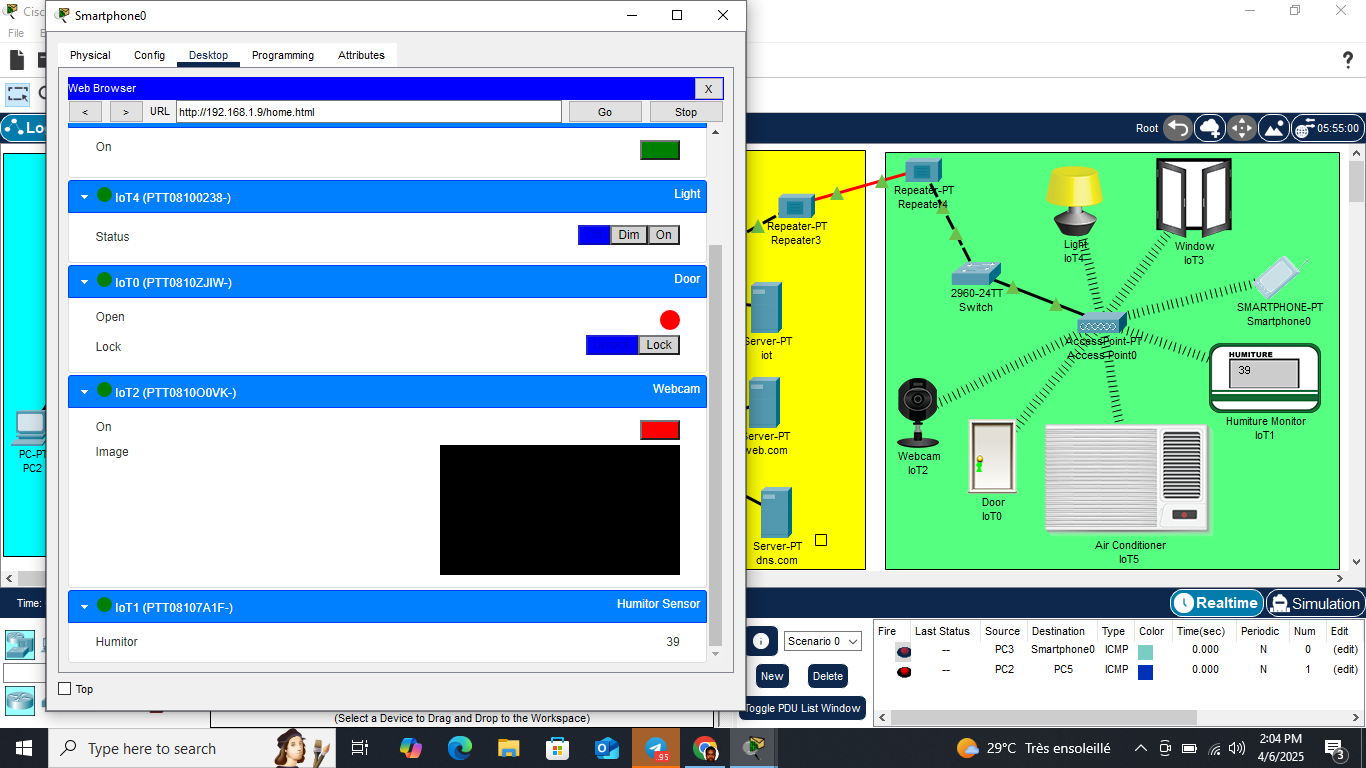 Cisc
Smartphone0
File
E
Physical
Config
Desktop
Programming
Attributes
Web Browser
X
<
>
URL
http://192.168.1.9/home.html
Go
Stop
On
IoT4 (PTT08100238-)
Light
Status
Dim
On
IoT0 (PTT0810ZJIW-)
Door
Open
Lock
Lock
IoT2 (PTT0810O0VK-)
Webcam
On
Image
IoT1 (PTT08107A1F-)
Humitor Sensor
Humitor
39
Top
Lo
Root
05:55:00
PC-PT
PC2
Repeater-PT
Repeater3
Server-PT
iot
Server-PT
web.com
Server-PT
dns.com
Repeater-PT
Repeater4
2960-24TT
Switch
Light
IoT4
Window
IoT3
SMARTPHONE-PT
Smartphone0
AccessPoint-PT
Access Point0
HUMITURE
39
Humiture Monitor
IoT1
Webcam
IoT2
Door
IoT0
Air Conditioner
IoT5
Time:
Realtime
Simulation
Scenario 0
New
Delete
Toggle PDU List Window
Fire Last Status Source Destination Type Color Time(sec) Periodic Num Edit
-- PC3 Smartphone0 ICMP 0.000 N 0 (edit)
-- PC2 PC5 ICMP 0.000 N 1 (edit)
(Select a Device to Drag and Drop to the Workspace)
Type here to search
.95
29°C Très ensoleillé
2:04 PM
4/6/2025
3